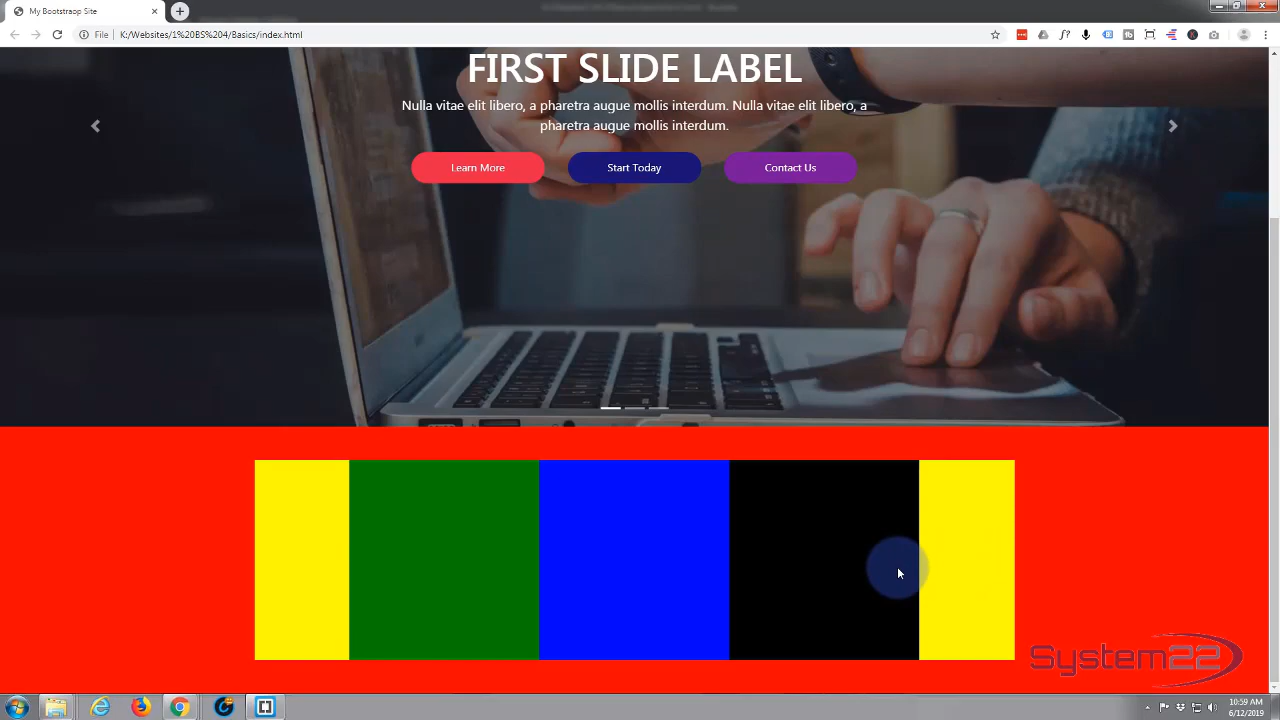 My Bootstraop Site
File | K:/Websites/1%20BS%204/Basics/index.html
FIRST SLIDE LABEL
Nulla vitae elit libero, a pharetra augue mollis interdum. Nulla vitae elit libero, a
pharetra augue mollis interdum.
Learn More
Start Today
Contact Us
System22
10:59 AM
6/12/2019